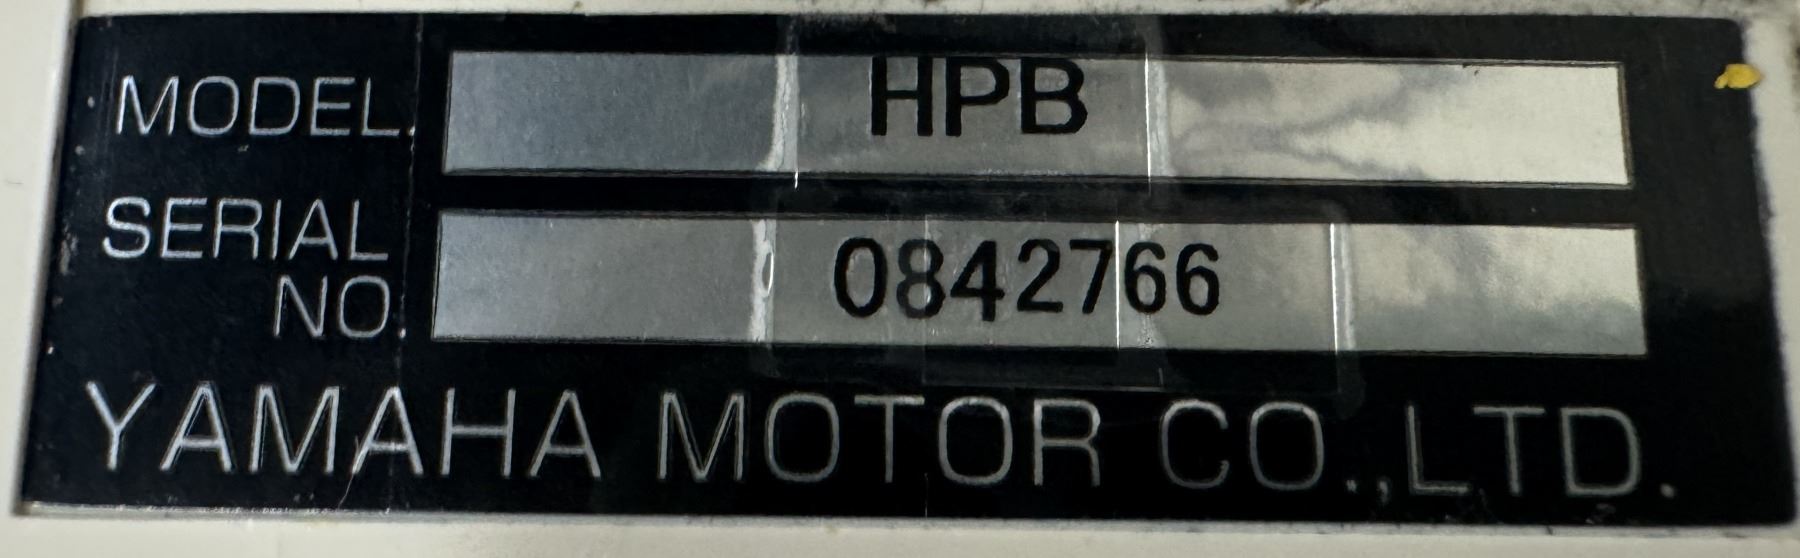 MODEL. HPB
SERIAL
NO. 0842766
YAMAHA MOTOR CO.,LTD.